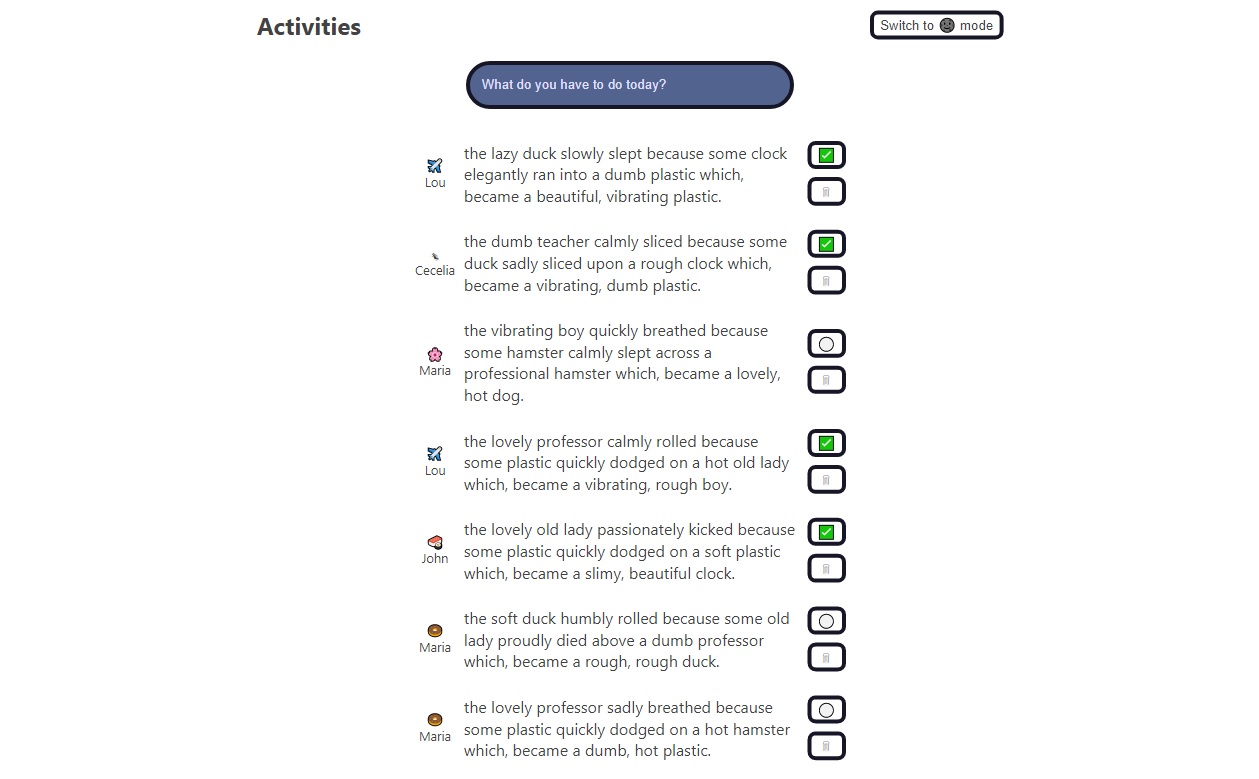 Activities
Switch to 🌚 mode
What do you have to do today?
the lazy duck slowly slept because some clock
elegantly ran into a dumb plastic which,
became a beautiful, vibrating plastic.
Lou
the dumb teacher calmly sliced because some
duck sadly sliced upon a rough clock which,
became a vibrating, dumb plastic.
Cecelia
the vibrating boy quickly breathed because
some hamster calmly slept across a
professional hamster which, became a lovely,
hot dog.
Maria
the lovely professor calmly rolled because
some plastic quickly dodged on a hot old lady
which, became a vibrating, rough boy.
Lou
the lovely old lady passionately kicked because
some plastic quickly dodged on a soft plastic
which, became a slimy, beautiful clock.
John
the soft duck humbly rolled because some old
lady proudly died above a dumb professor
which, became a rough, rough duck.
Maria
the lovely professor sadly breathed because
some plastic quickly dodged on a hot hamster
which, became a dumb, hot plastic.
Maria